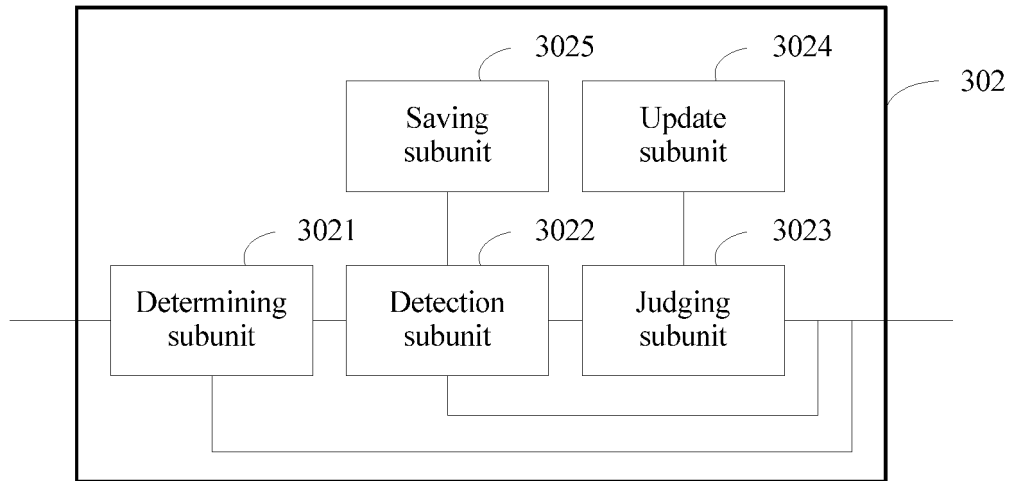 3025
3024
302
Saving
subunit
Update
subunit
3021
3022
3023
Determining
subunit
Detection
subunit
Judging
subunit